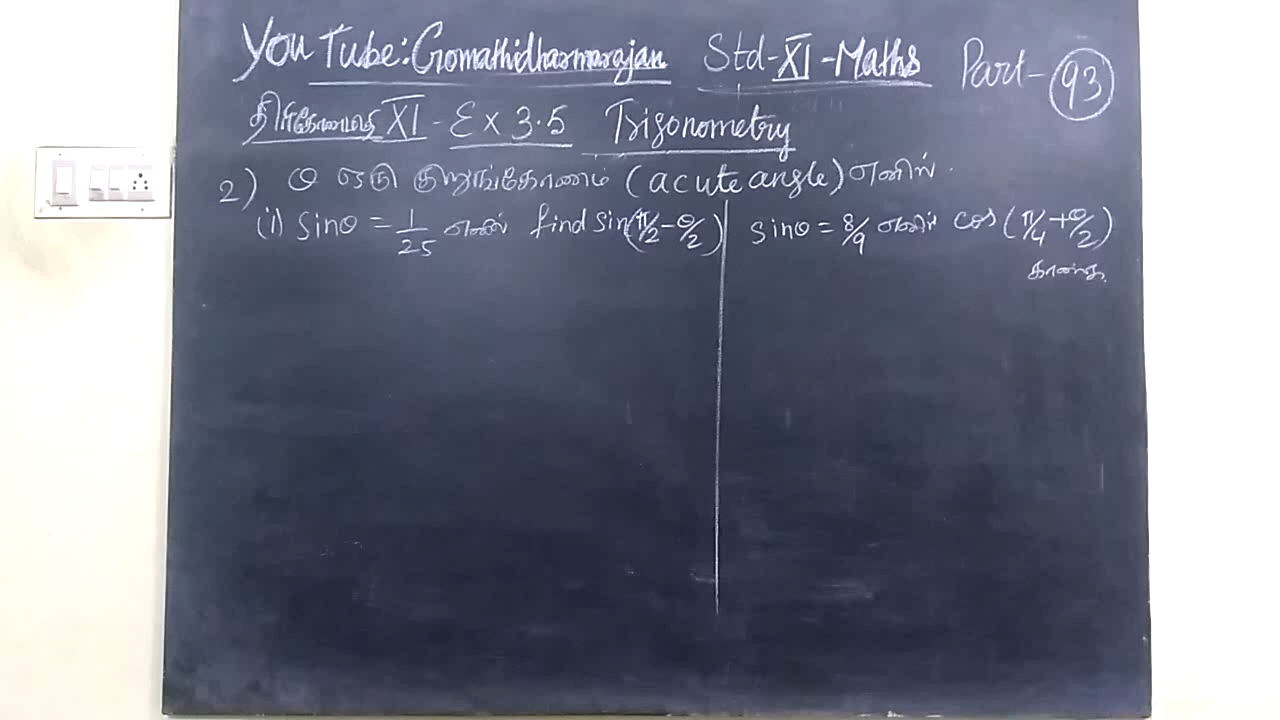 YouTube: Gomathidharmarajan Std-XI-Maths Part-93
திரிகோணமிதி XI - Ex 3.5 Trigonometry
2) θ ஒரு குறுங்கோணம் (acute angle) எனில்
(i) Sinθ = 1/25 எனில் find Sin(π/2 - θ/2)
Sinθ = 8/9 எனில் cos(π/4 + θ/2)
காண்க.